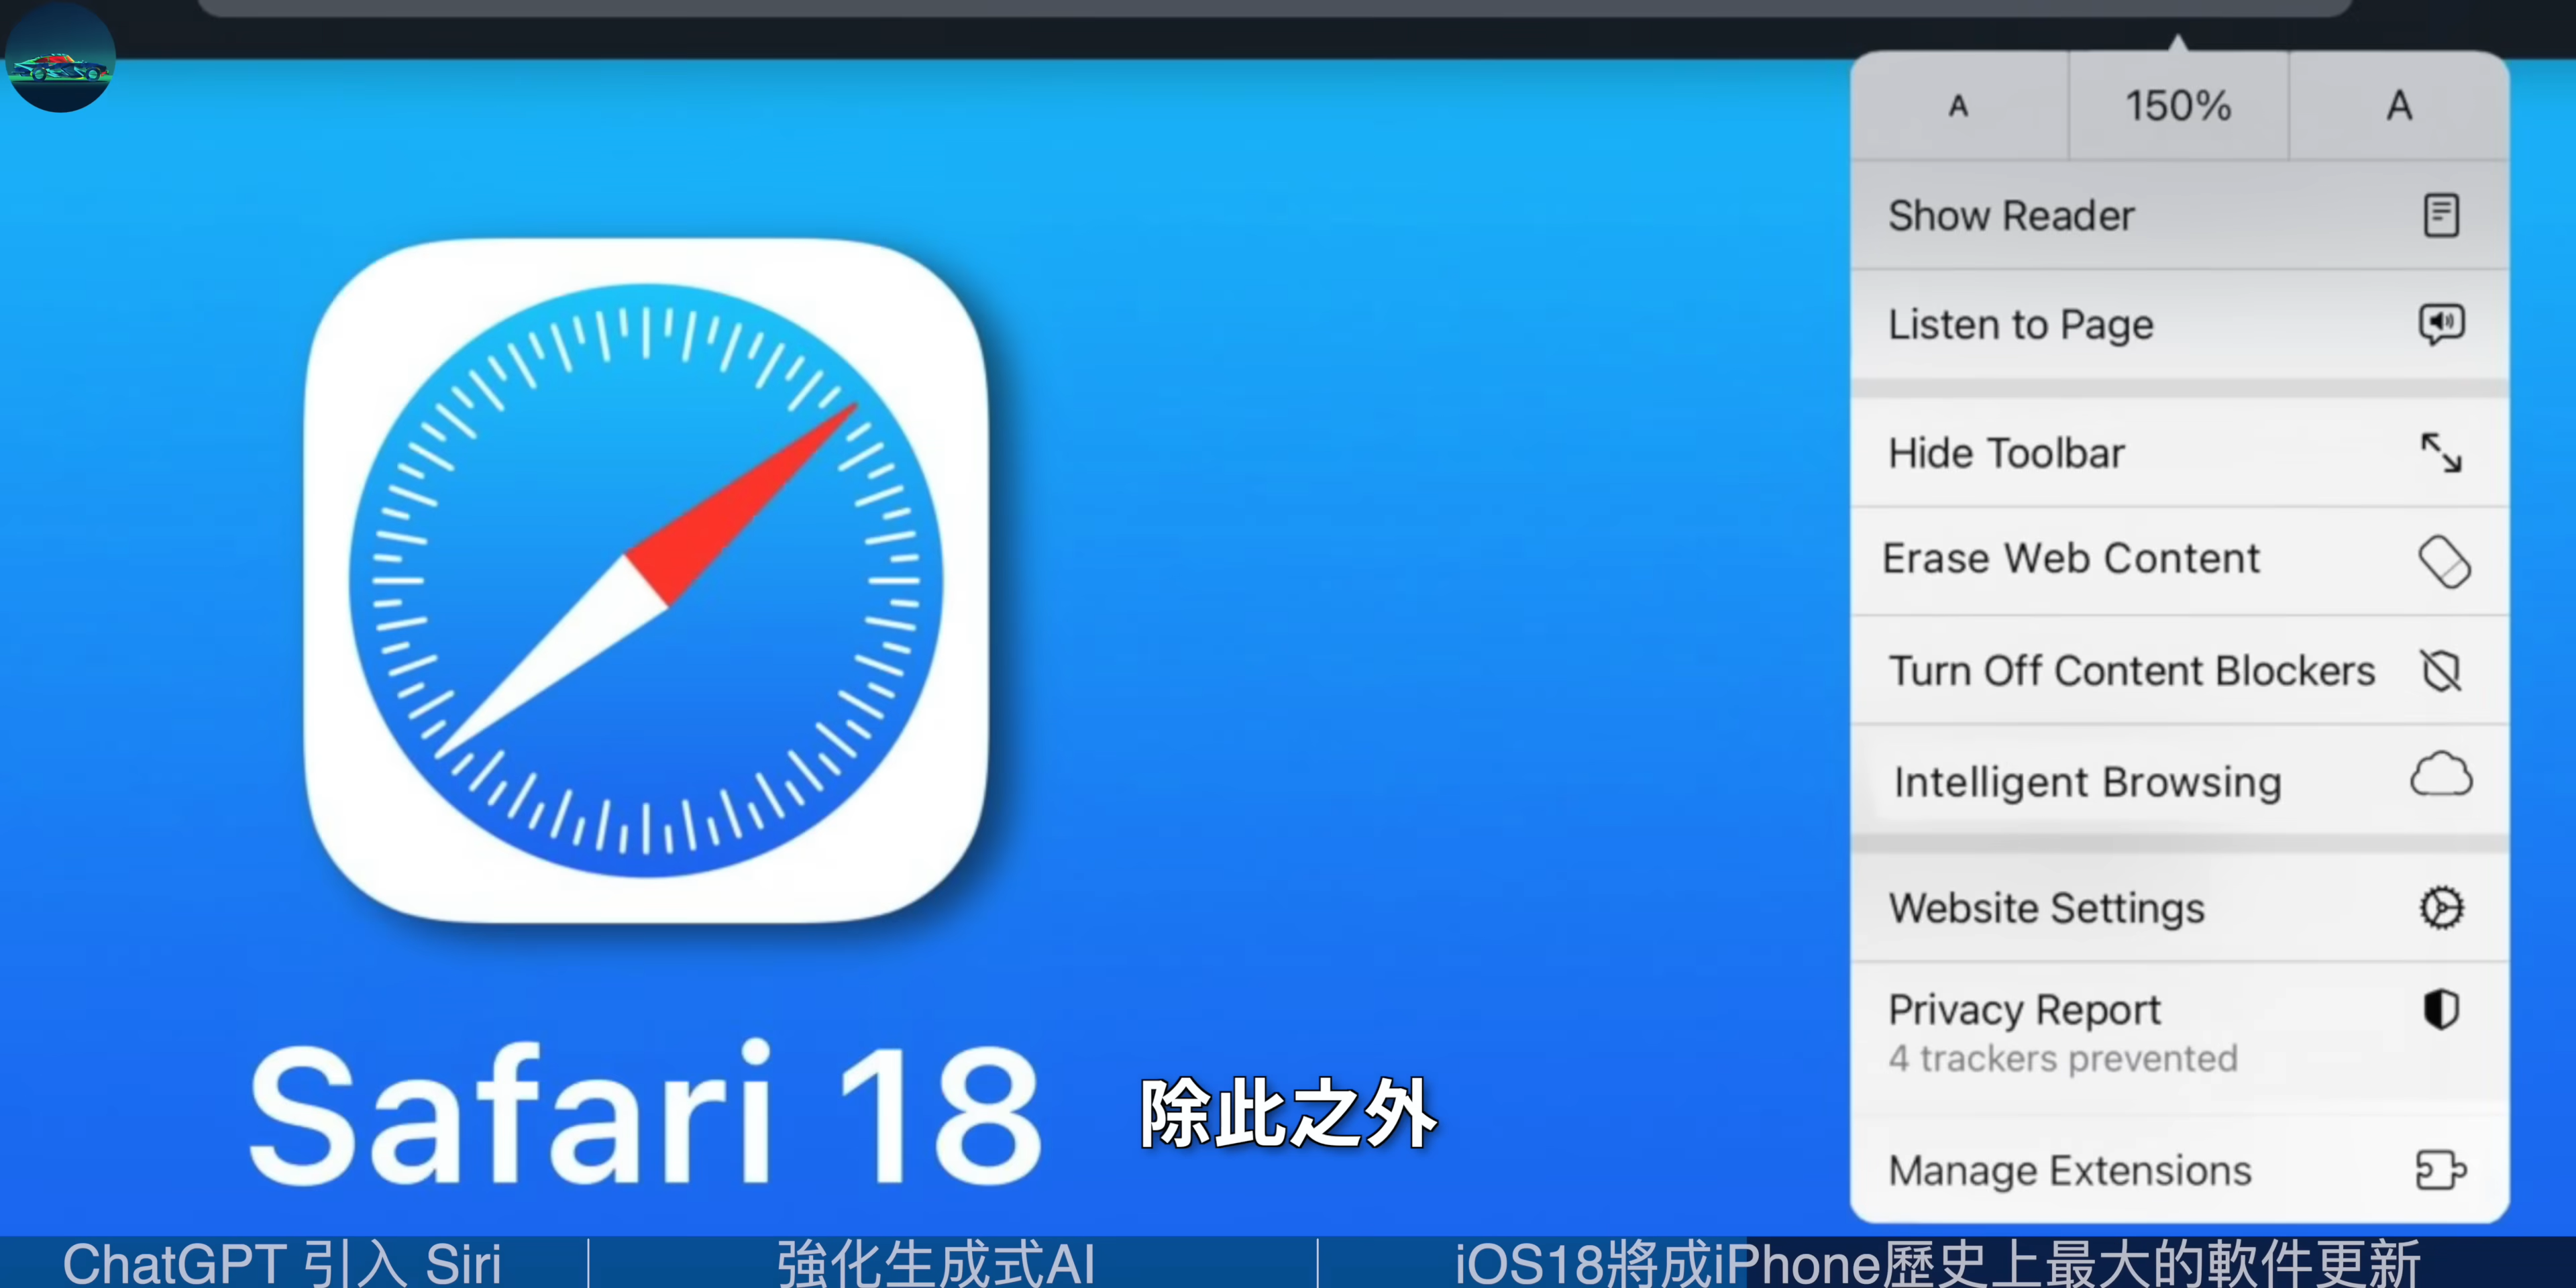 A 150% A
Show Reader
Listen to Page
Hide Toolbar
Erase Web Content
Turn Off Content Blockers
Intelligent Browsing
Website Settings
Privacy Report
4 trackers prevented
Manage Extensions
Safari 18
除此之外
ChatGPT 引入 Siri
強化生成式AI
iOS18將成iPhone歷史上最大的軟件更新